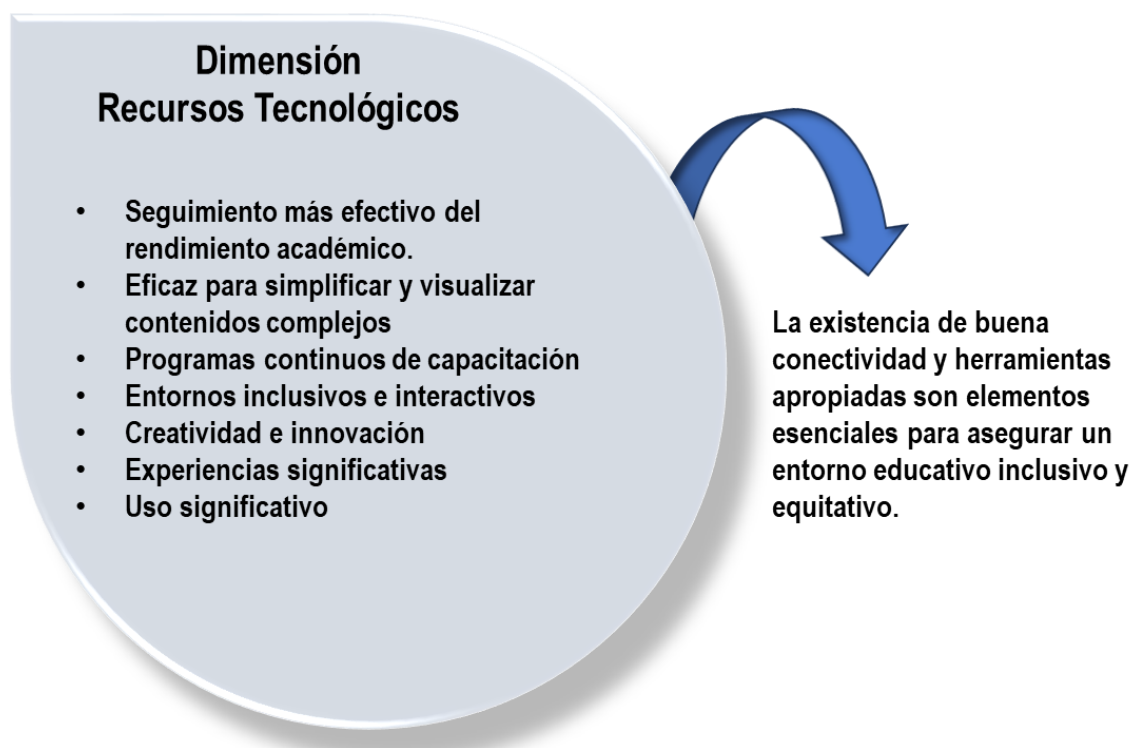 Dimensión
Recursos Tecnológicos
• Seguimiento más efectivo del
rendimiento académico.
• Eficaz para simplificar y visualizar
contenidos complejos
• Programas continuos de capacitación
• Entornos inclusivos e interactivos
• Creatividad e innovación
• Experiencias significativas
• Uso significativo
La existencia de buena
conectividad y herramientas
apropiadas son elementos
esenciales para asegurar un
entorno educativo inclusivo y
equitativo.